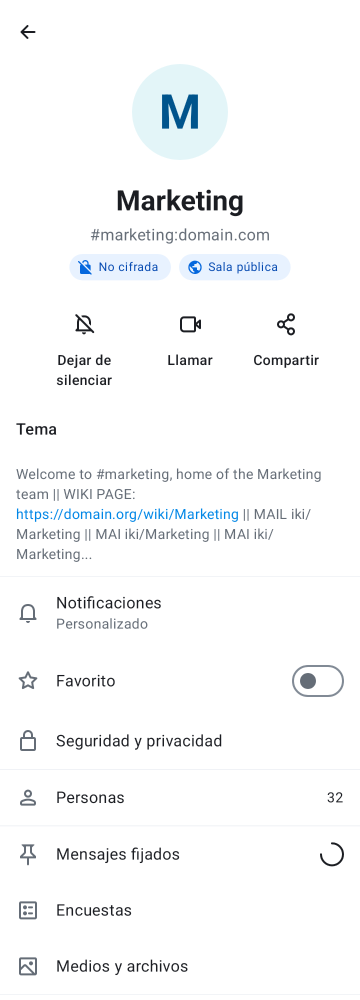 M
Marketing
#marketing:domain.com
No cifrada
Sala pública
Dejar de
silenciar
Llamar
Compartir
Tema
Welcome to #marketing, home of the Marketing
team || WIKI PAGE:
https://domain.org/wiki/Marketing || MAIL iki/
Marketing || MAI iki/Marketing || MAI iki/
Marketing...
Notificaciones
Personalizado
Favorito
Seguridad y privacidad
Personas 32
Mensajes fijados
Encuestas
Medios y archivos